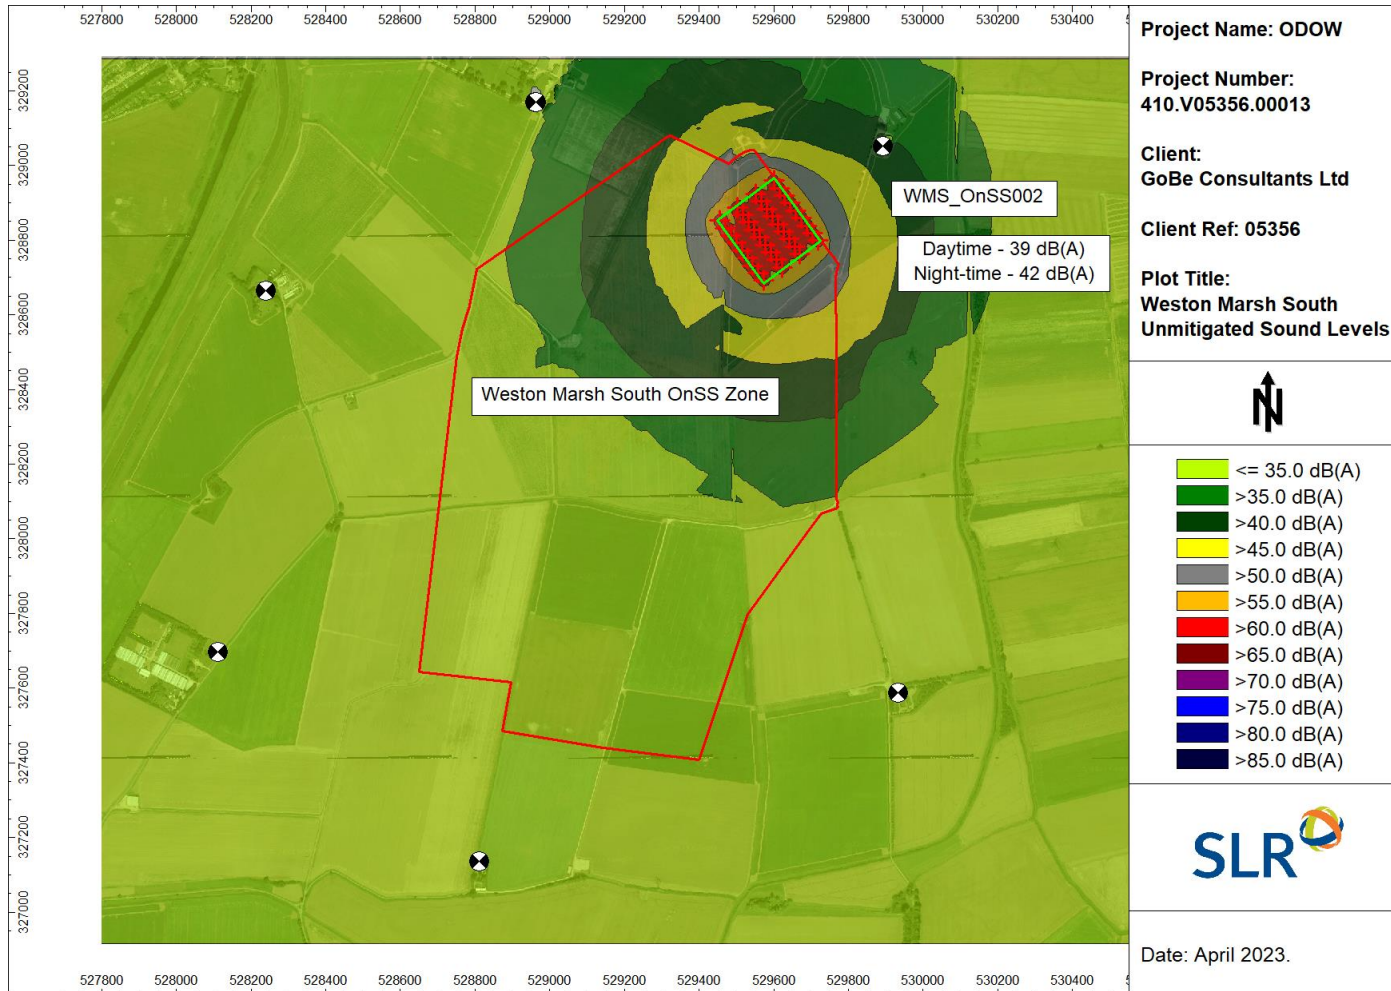 527800 528000 528200 528400 528600 528800 529000 529200 529400 529600 529800 530000 530200 530400
329200
329000
328800
328600
328400
328200
328000
327800
327600
327400
327200
327000
WMS_OnSS002
Daytime - 39 dB(A)
Night-time - 42 dB(A)
Weston Marsh South OnSS Zone
527800 528000 528200 528400 528600 528800 529000 529200 529400 529600 529800 530000 530200 530400
Project Name: ODOW
Project Number:
410.V05356.00013
Client:
GoBe Consultants Ltd
Client Ref: 05356
Plot Title:
Weston Marsh South
Unmitigated Sound Levels
N
<= 35.0 dB(A)
>35.0 dB(A)
>40.0 dB(A)
>45.0 dB(A)
>50.0 dB(A)
>55.0 dB(A)
>60.0 dB(A)
>65.0 dB(A)
>70.0 dB(A)
>75.0 dB(A)
>80.0 dB(A)
>85.0 dB(A)
SLR
Date: April 2023.